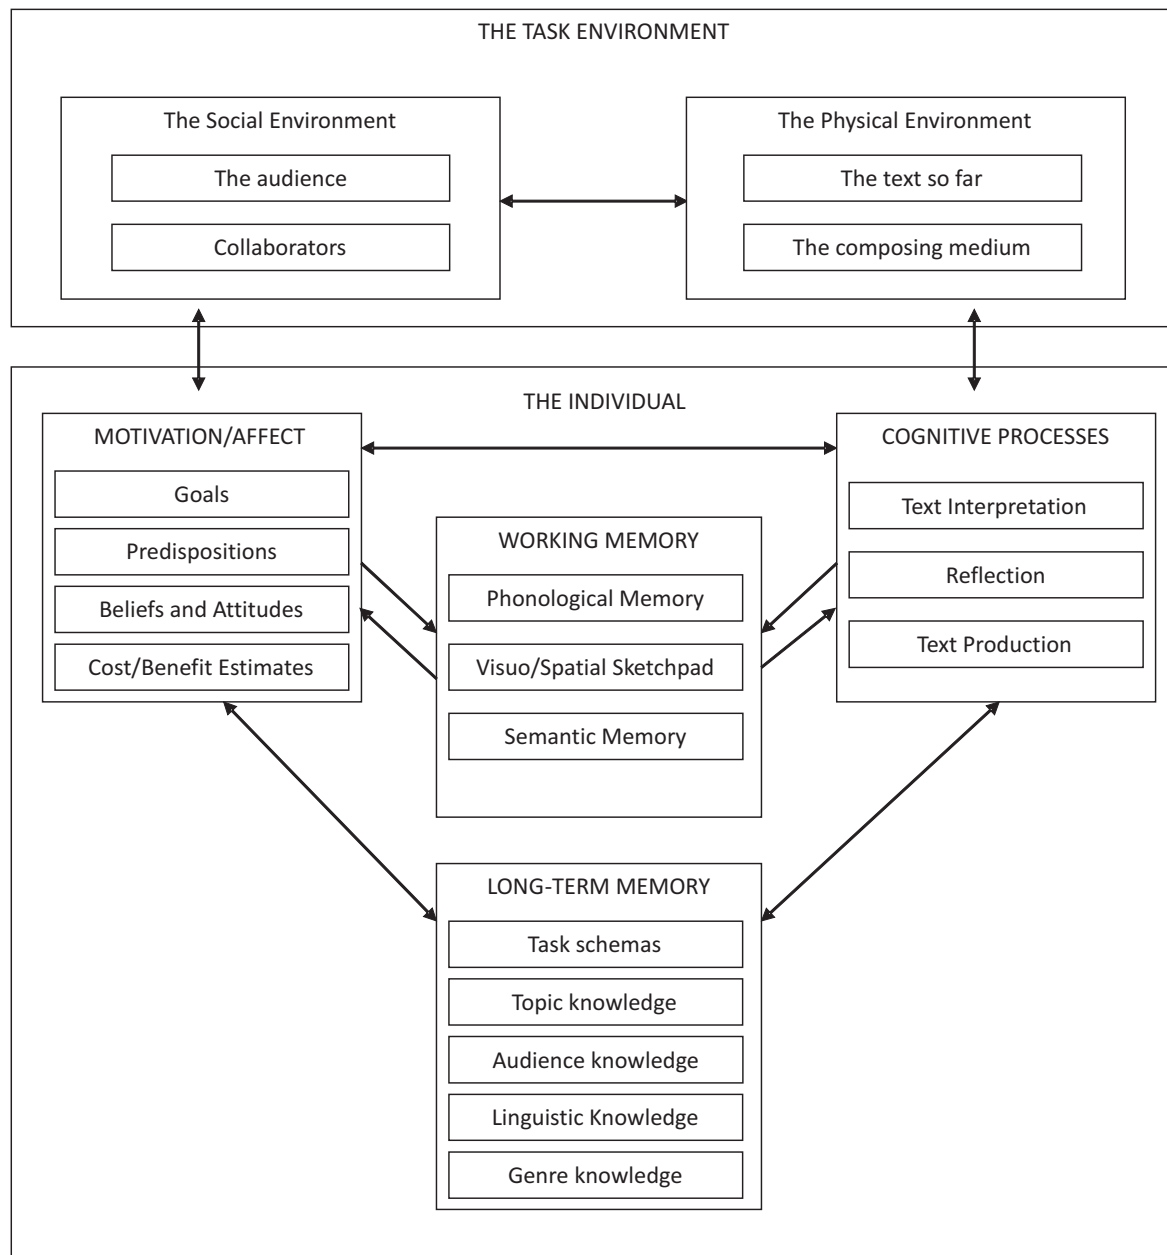 THE TASK ENVIRONMENT
The Social Environment
The audience
Collaborators
The Physical Environment
The text so far
The composing medium
THE INDIVIDUAL
MOTIVATION/AFFECT
Goals
Predispositions
Beliefs and Attitudes
Cost/Benefit Estimates
WORKING MEMORY
Phonological Memory
Visuo/Spatial Sketchpad
Semantic Memory
COGNITIVE PROCESSES
Text Interpretation
Reflection
Text Production
LONG-TERM MEMORY
Task schemas
Topic knowledge
Audience knowledge
Linguistic Knowledge
Genre knowledge